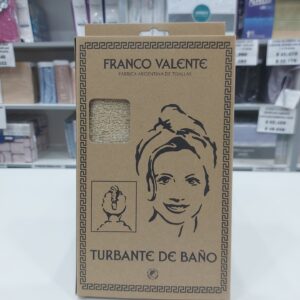 FRANCO VALENTE
FABRICA ARGENTINA DE TOALLAS
TURBANTE DE BAÑO